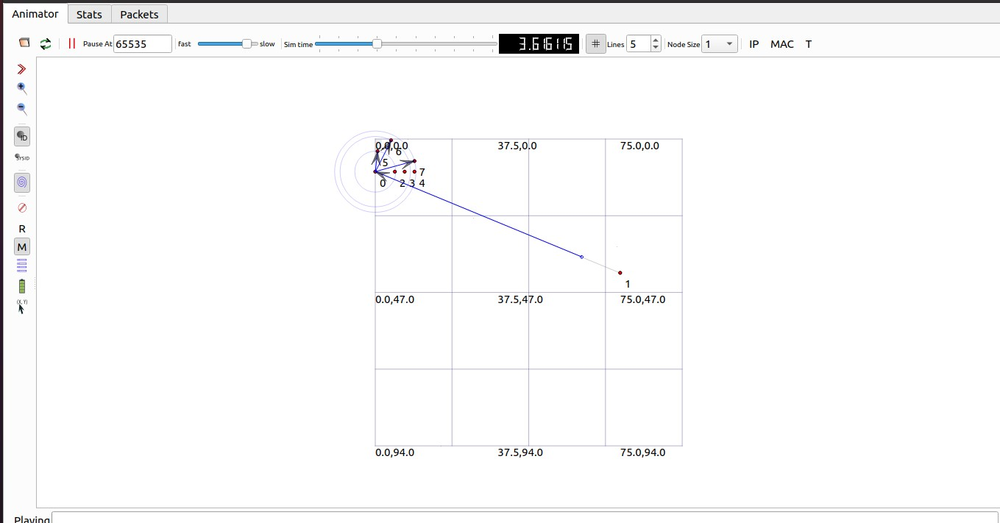 Animator Stats Packets
Pause At 65535 fast slow Sim time 3.61615 # Lines 5 Node Size 1 IP MAC T
ID
SYSID
R
M
(X, Y)
0.0,0.0 37.5,0.0 75.0,0.0
6
5
7
0 2 3 4
1
0.0,47.0 37.5,47.0 75.0,47.0
0.0,94.0 37.5,94.0 75.0,94.0
Playing